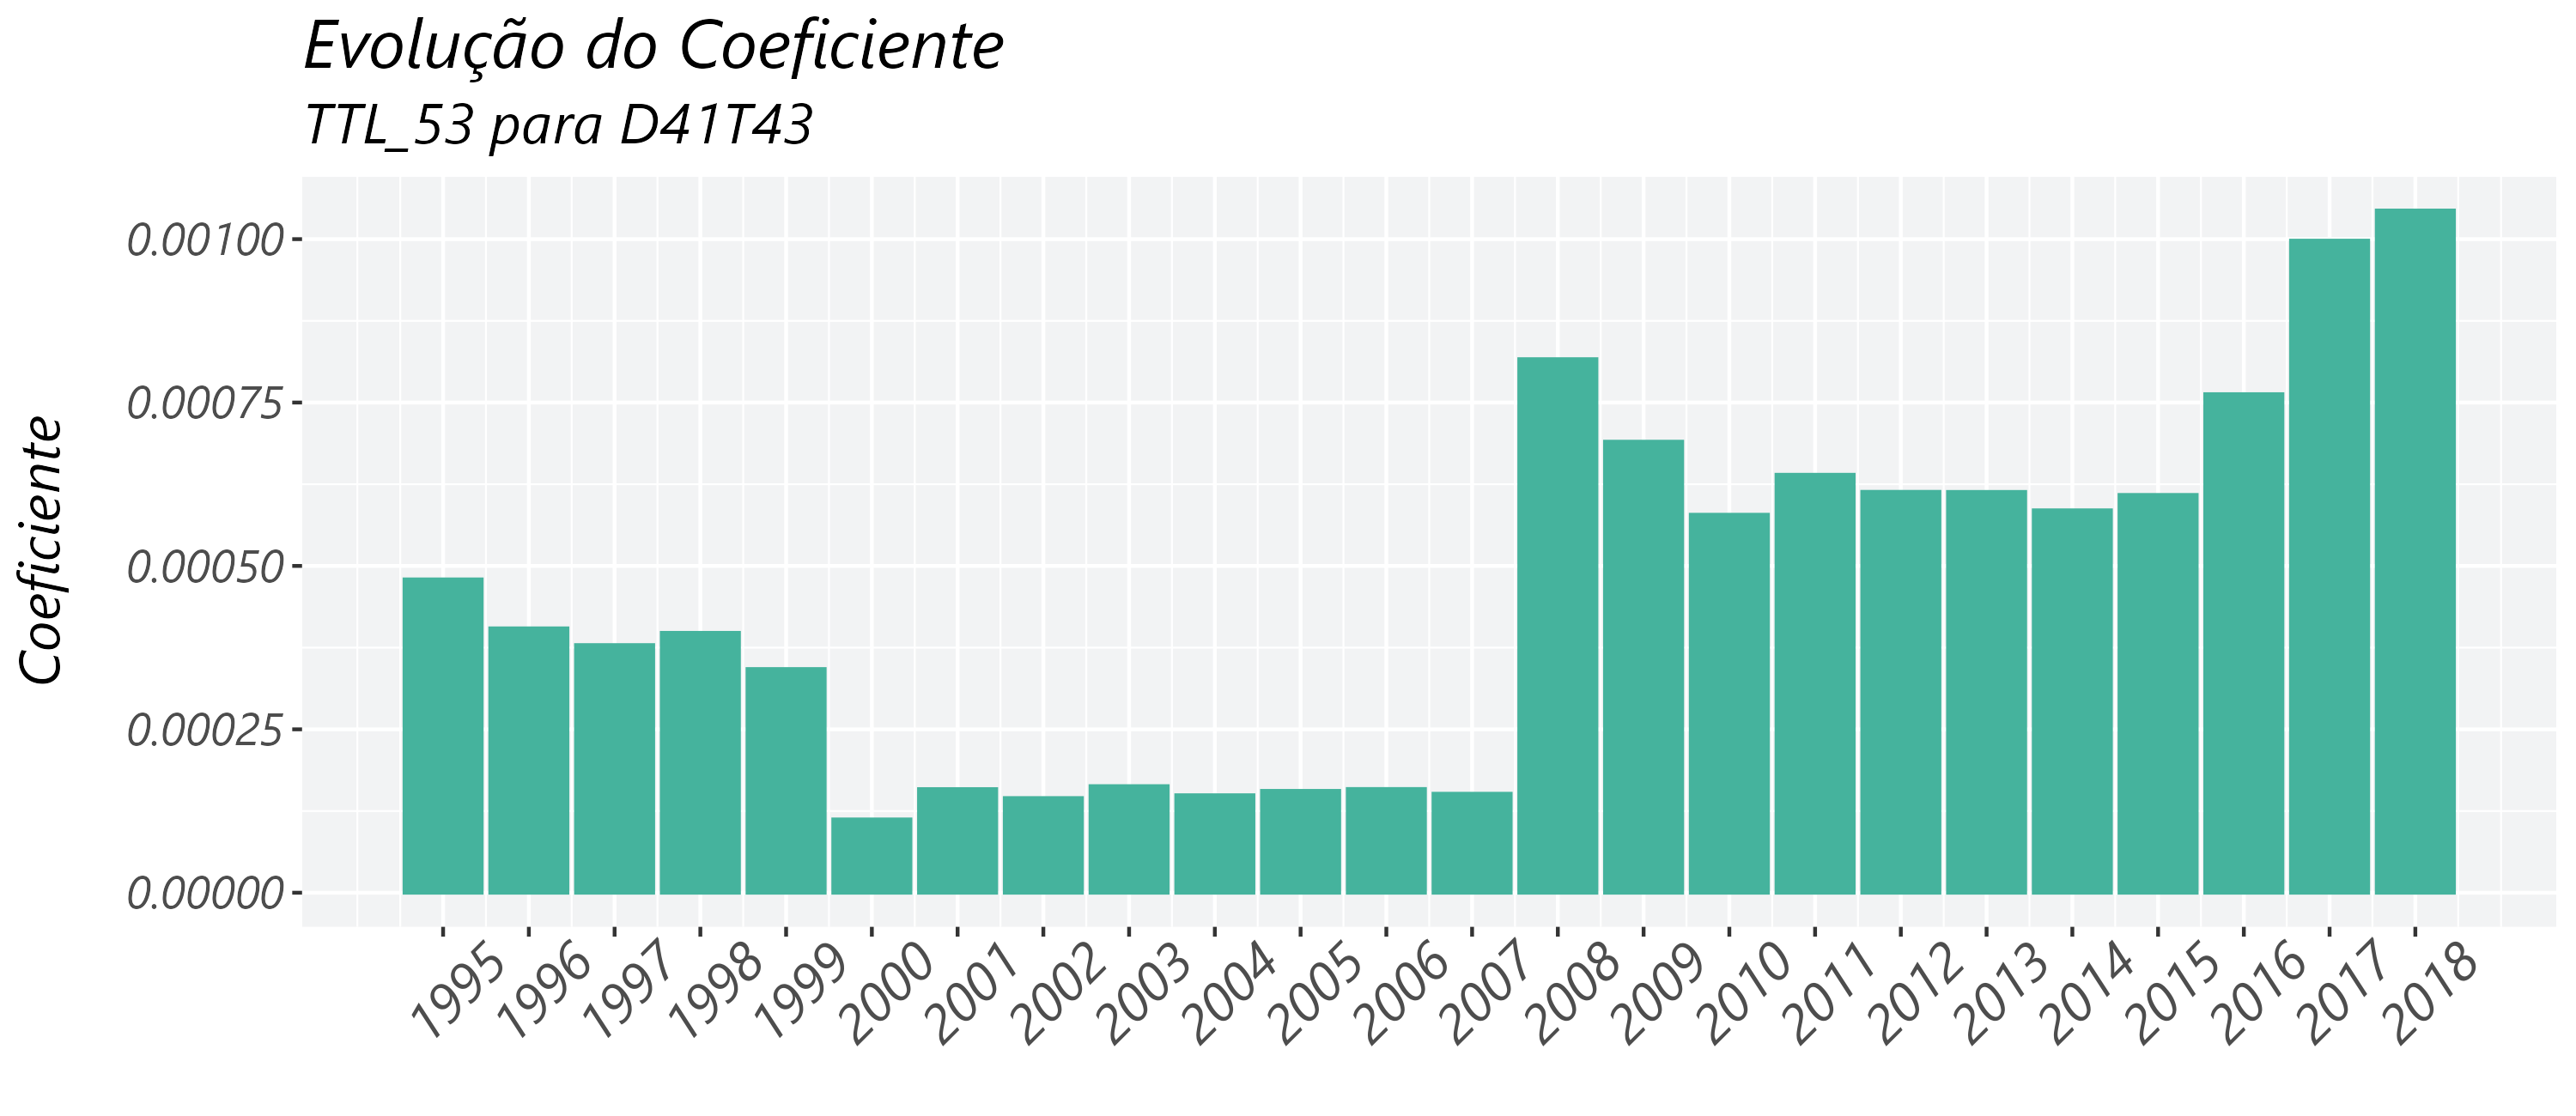 Evolução do Coeficiente
TTL_53 para D41T43
Coeficiente
0.00100
0.00075
0.00050
0.00025
0.00000
1995 1996 1997 1998 1999 2000 2001 2002 2003 2004 2005 2006 2007 2008 2009 2010 2011 2012 2013 2014 2015 2016 2017 2018